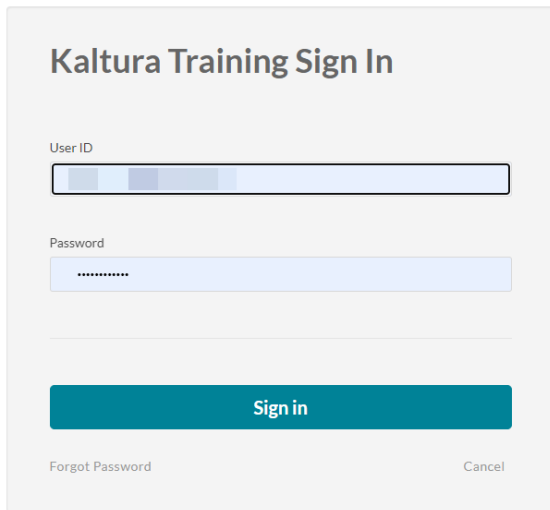 Kaltura Training Sign In
User ID
Password
••••••••••••
Sign in
Forgot Password
Cancel